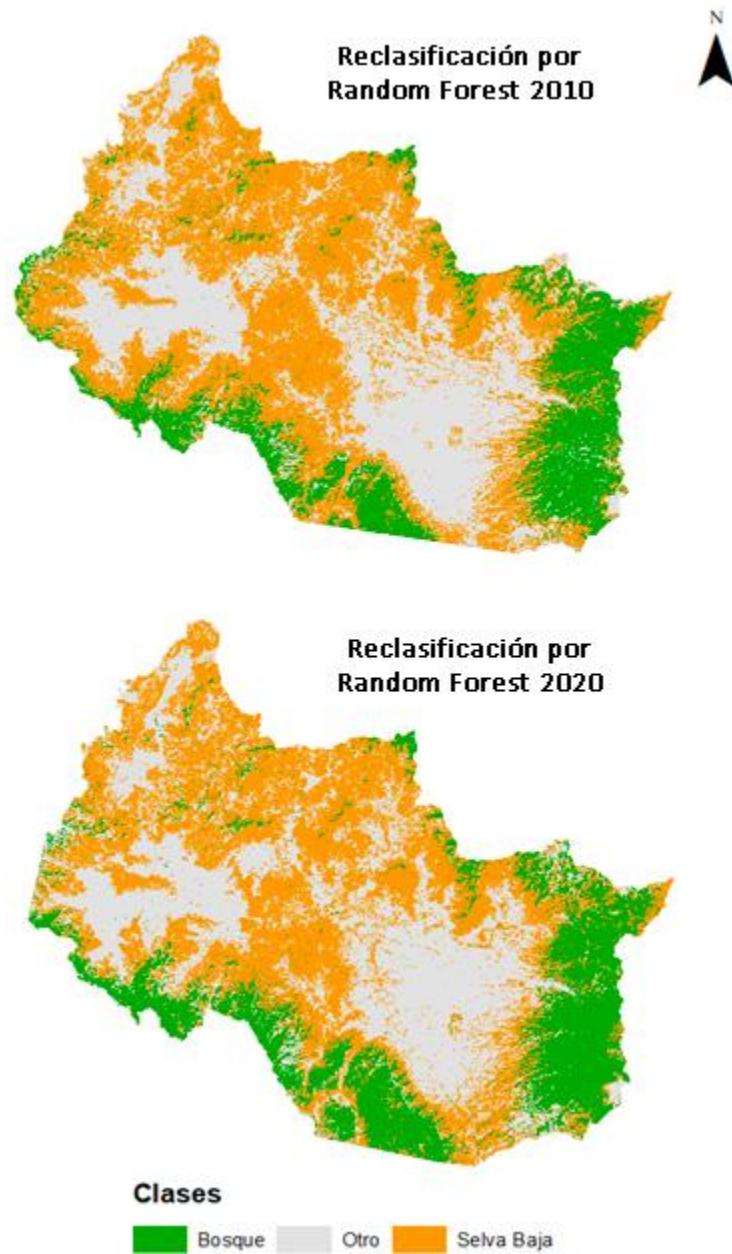 N
Reclasificación por
Random Forest 2010
Reclasificación por
Random Forest 2020
Clases
Bosque Otro Selva Baja